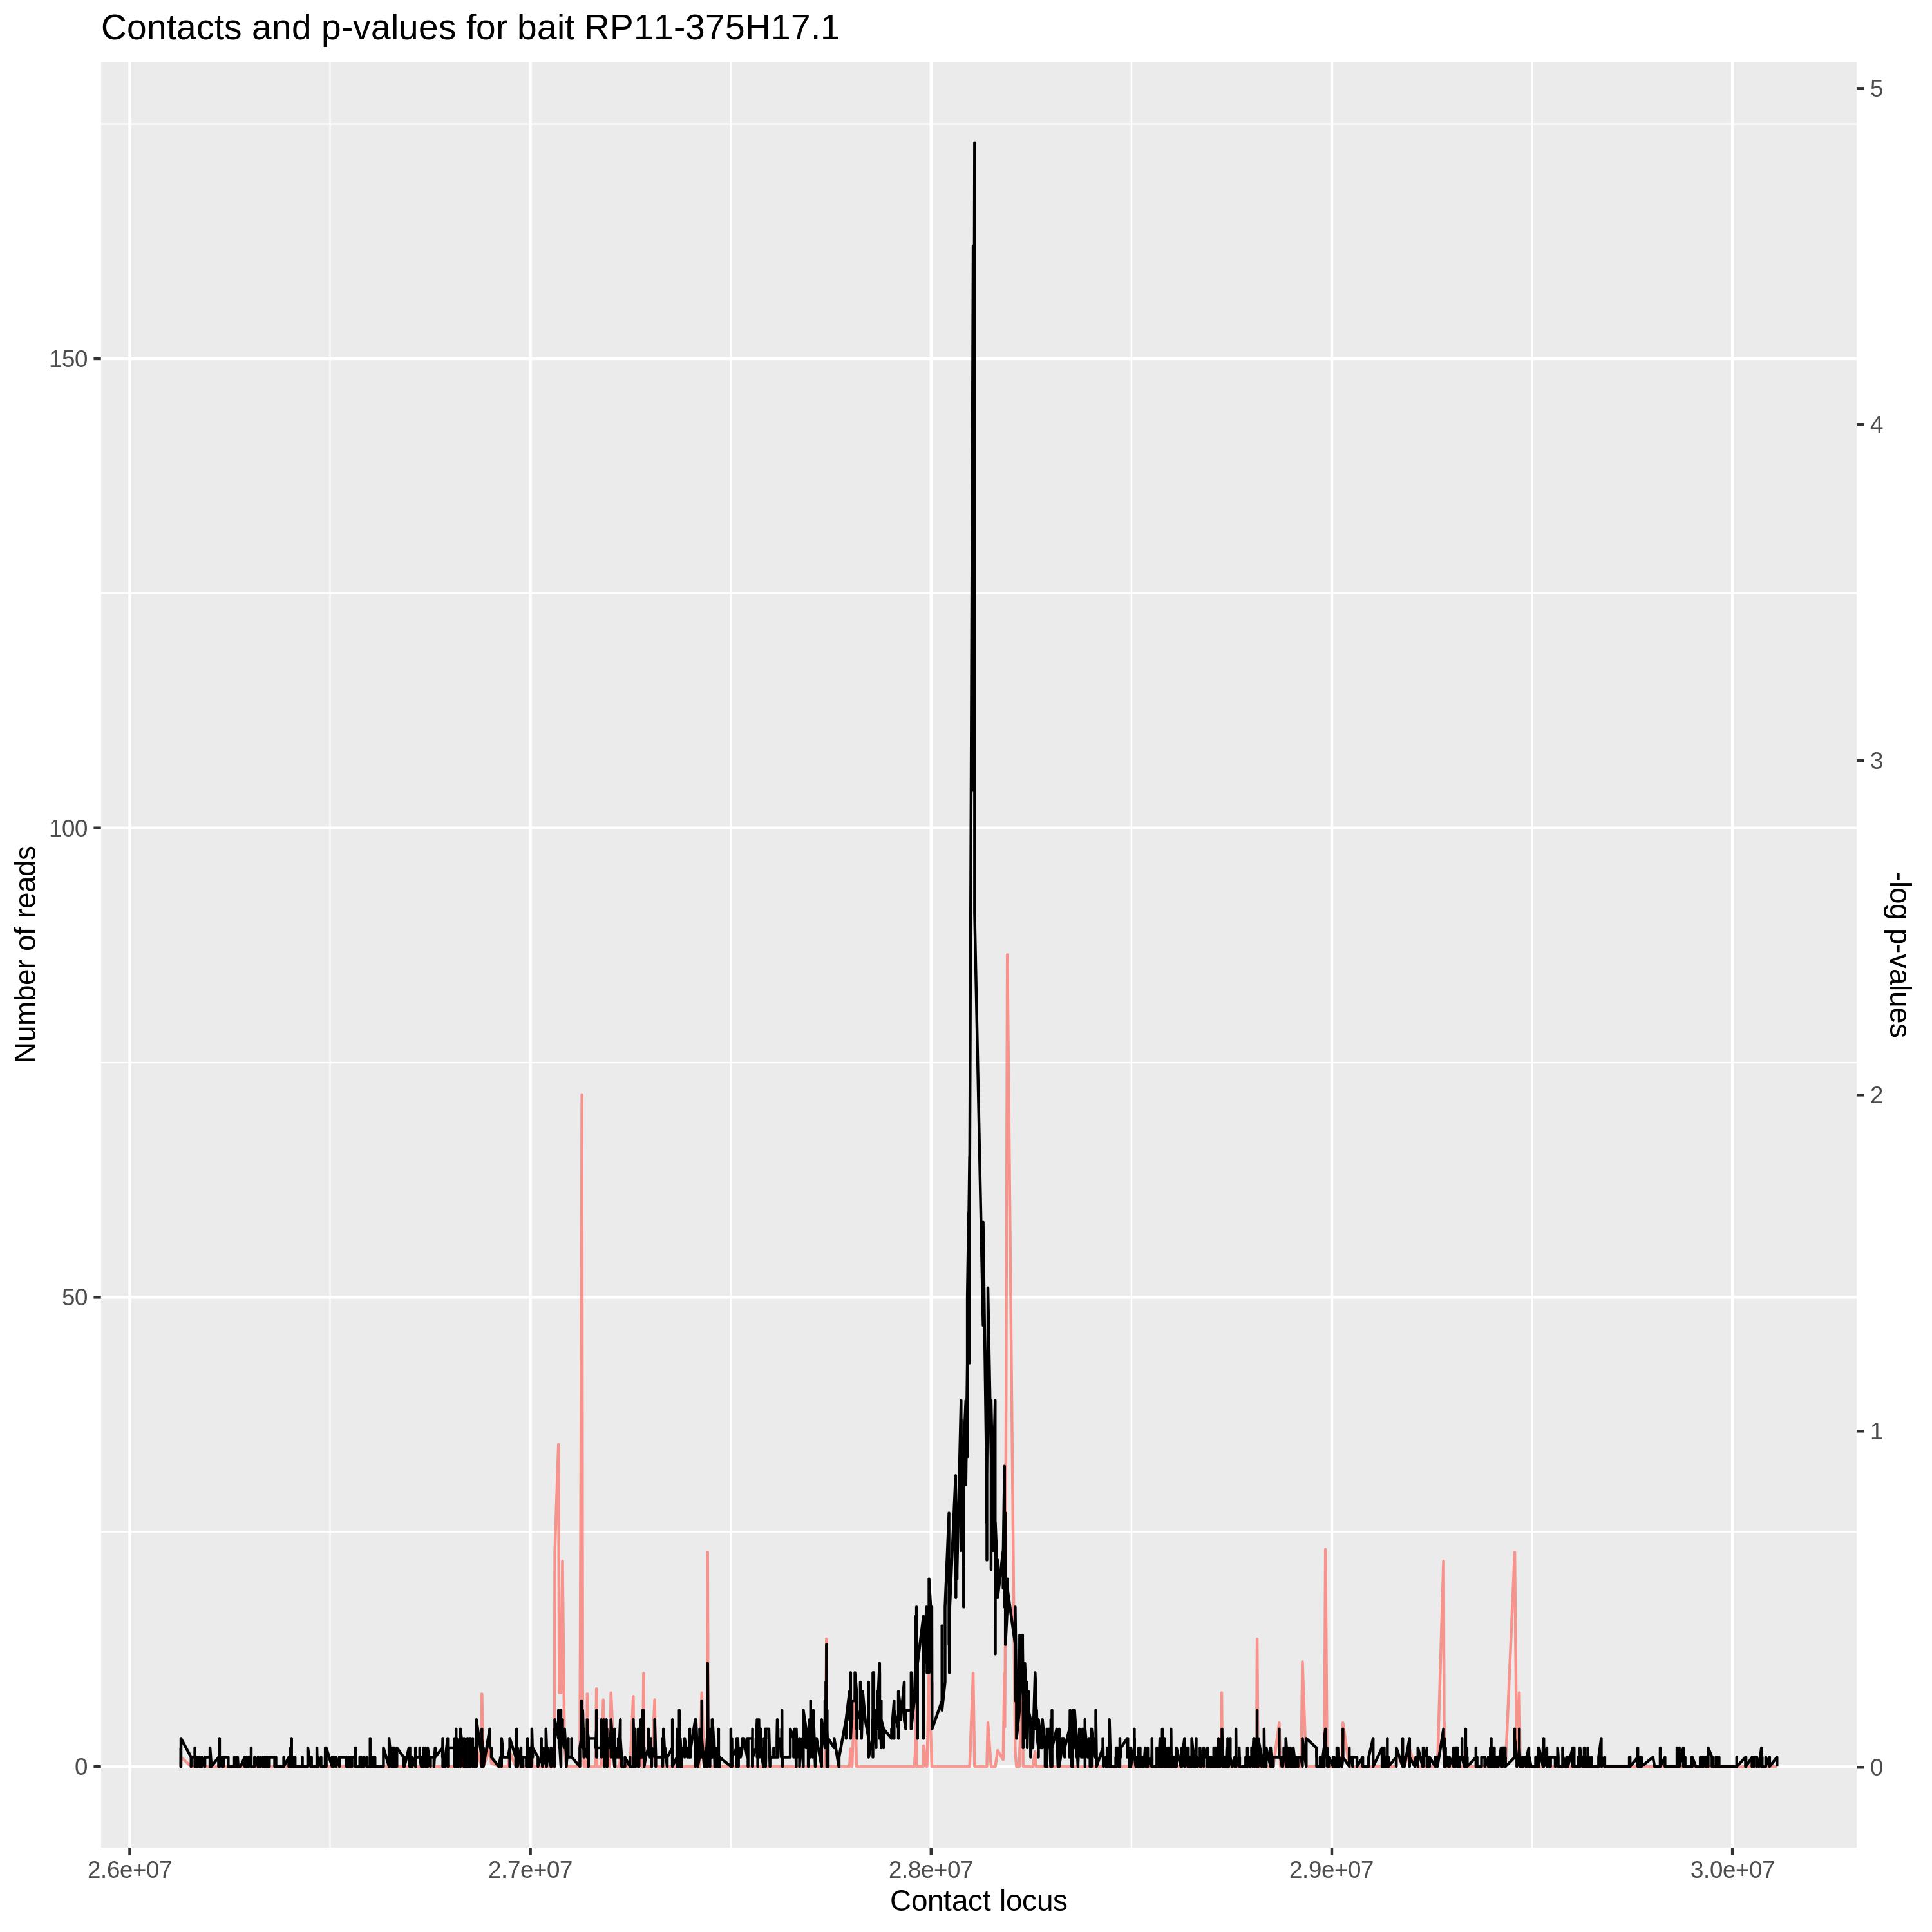 Contacts and p-values for bait RP11-375H17.1
5
150
4
3
100
Number of reads
-log p-values
2
50
1
0
0
2.6e+07
2.7e+07
2.8e+07
2.9e+07
3.0e+07
Contact locus